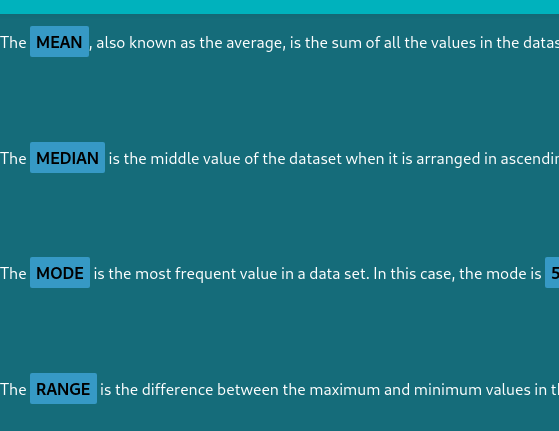 The MEAN, also known as the average, is the sum of all the values in the datas
The MEDIAN is the middle value of the dataset when it is arranged in ascendin
The MODE is the most frequent value in a data set. In this case, the mode is 5
The RANGE is the difference between the maximum and minimum values in th